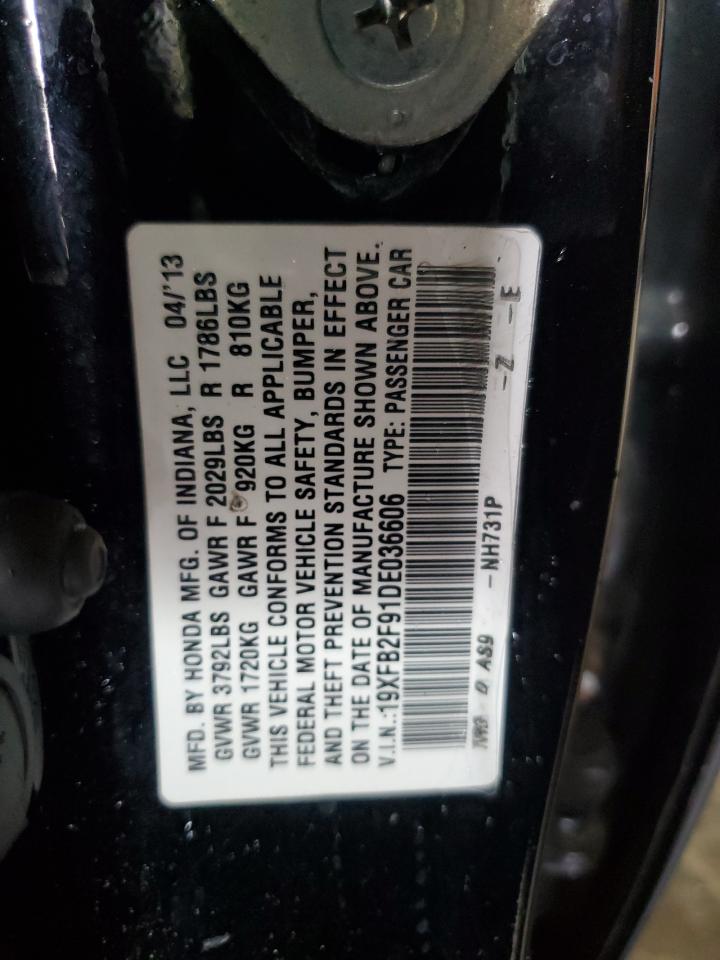 MFD. BY HONDA MFG. OF INDIANA, LLC 04/'13
GVWR 3792LBS GAWR F 2029LBS R 1786LBS
GVWR 1720KG GAWR F 920KG R 810KG
THIS VEHICLE CONFORMS TO ALL APPLICABLE
FEDERAL MOTOR VEHICLE SAFETY, BUMPER,
AND THEFT PREVENTION STANDARDS IN EFFECT
ON THE DATE OF MANUFACTURE SHOWN ABOVE.
V.I.N.:19XFB2F91DE036606 TYPE: PASSENGER CAR
AS9 -NH731P -Z -E